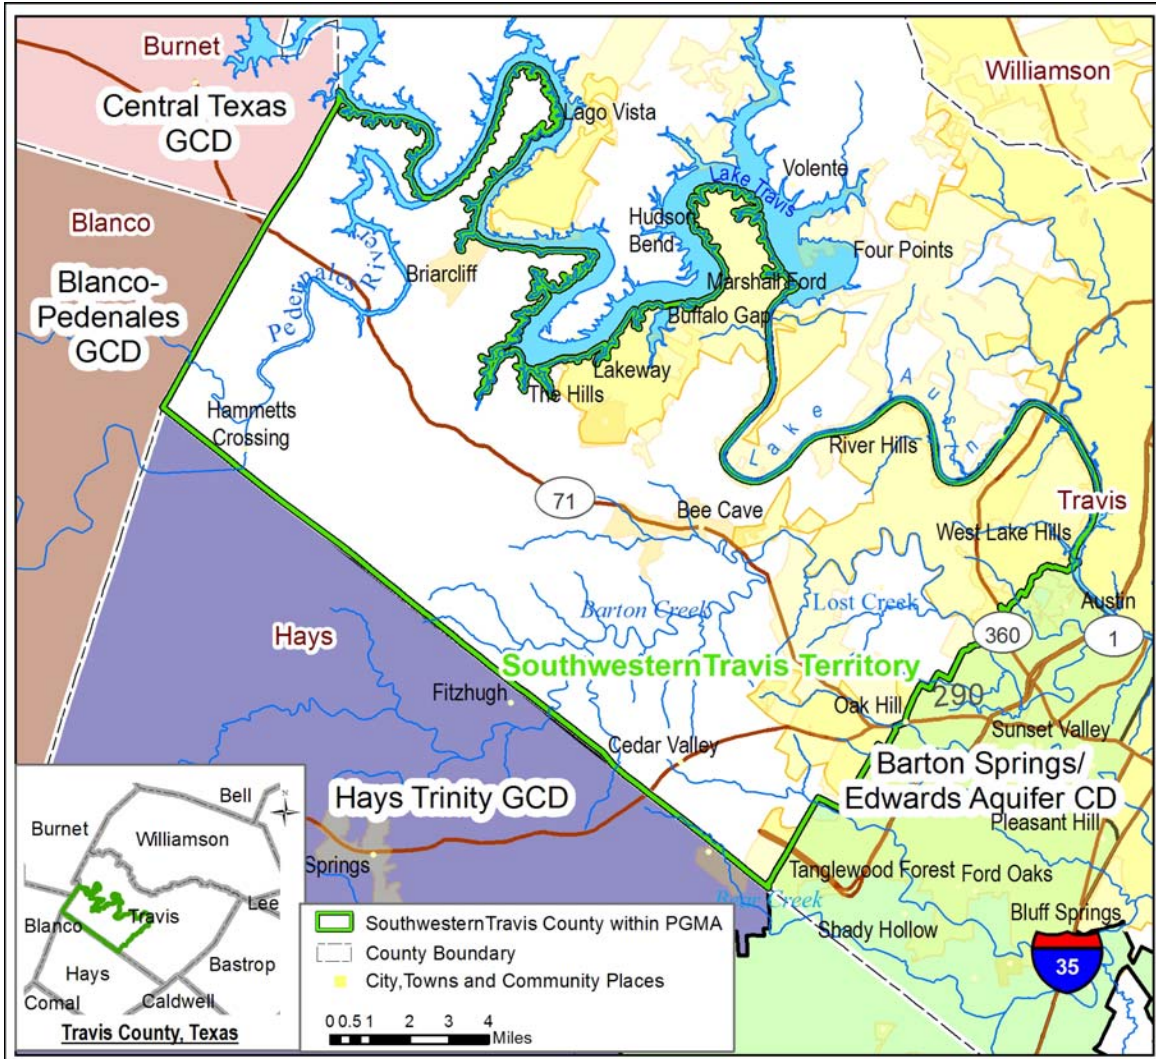 Burnet
Williamson
Central Texas
GCD
Lago Vista
Volente
Lake Travis
Blanco
Hudson
Bend
Four Points
Pedernales
River
Briarcliff
Marshall Ford
Blanco-
Pedenales
GCD
Buffalo Gap
Lakeway
The Hills
Hammetts
Crossing
Lake Austin
River Hills
71
Bee Cave
Travis
West Lake Hills
Barton Creek
Lost Creek
Austin
360
1
Hays
SouthwesternTravis Territory
Fitzhugh
290
Oak Hill
Sunset Valley
Cedar Valley
Barton Springs/
Edwards Aquifer CD
Hays Trinity GCD
Pleasant Hill
Springs
Tanglewood Forest
Ford Oaks
Bear Creek
Bluff Springs
Shady Hollow
35
Bell
Burnet
Williamson
N
Lee
Travis
Blanco
Hays
Bastrop
Comal
Caldwell
Travis County, Texas
SouthwesternTravis County within PGMA
County Boundary
City,Towns and Community Places
0 0.5 1 2 3 4
Miles